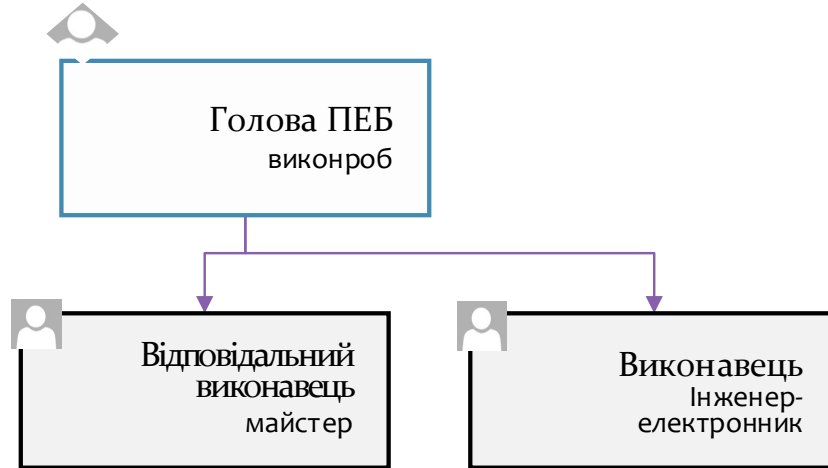 Голова ПЕБ
виконроб
Відповідальний
виконавець
майстер
Виконавець
Інженер-
електронник